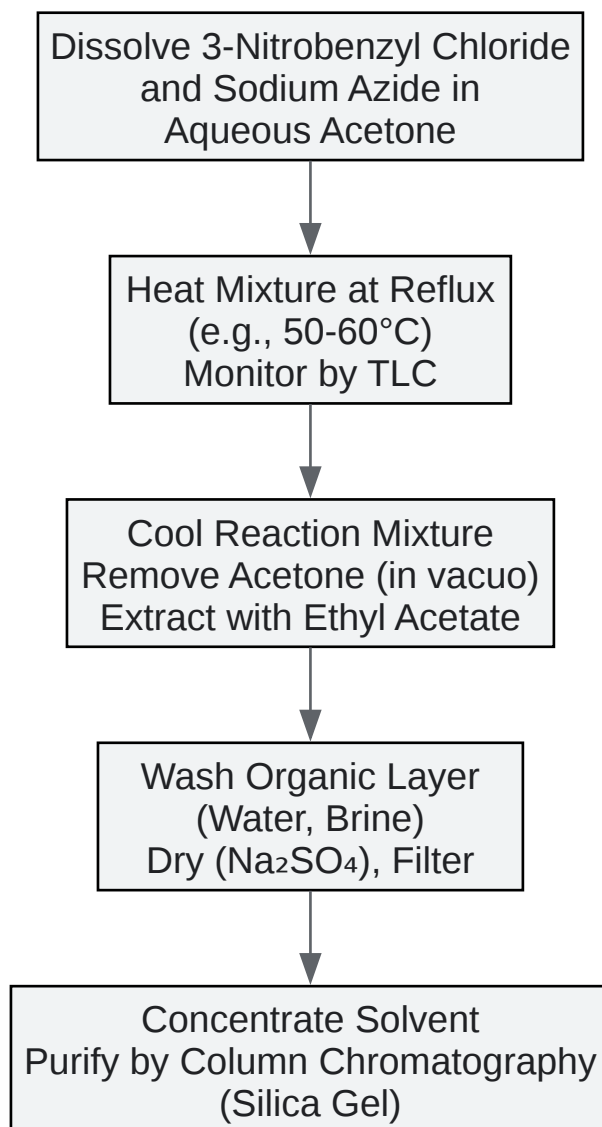 Dissolve 3-Nitrobenzyl Chloride
and Sodium Azide in
Aqueous Acetone
Heat Mixture at Reflux
(e.g., 50-60°C)
Monitor by TLC
Cool Reaction Mixture
Remove Acetone (in vacuo)
Extract with Ethyl Acetate
Wash Organic Layer
(Water, Brine)
Dry (Na₂SO₄), Filter
Concentrate Solvent
Purify by Column Chromatography
(Silica Gel)